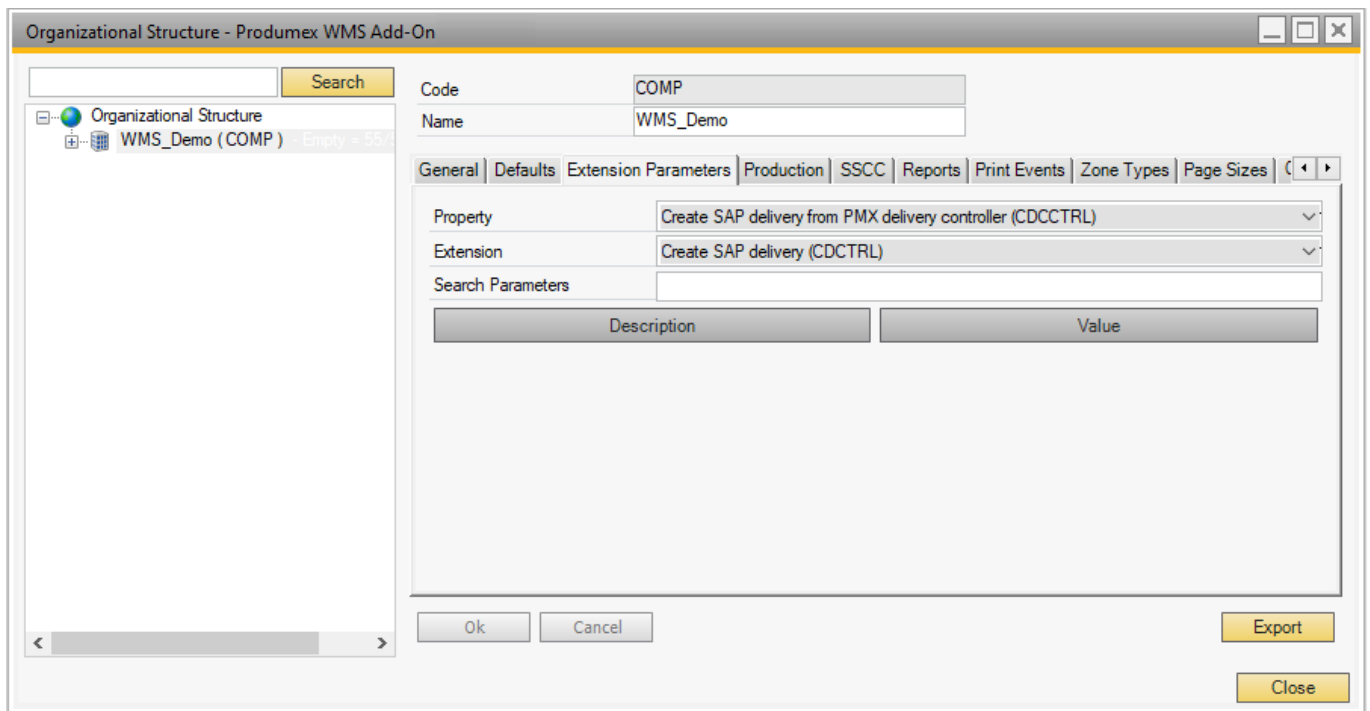 Organizational Structure - Produmex WMS Add-On
Search
Organizational Structure
WMS_Demo ( COMP ) - Empty = 55/
Code COMP
Name WMS_Demo
General Defaults Extension Parameters Production SSCC Reports Print Events Zone Types Page Sizes
Property Create SAP delivery from PMX delivery controller (CDCCTRL)
Extension Create SAP delivery (CDCTRL)
Search Parameters
Description Value
Ok Cancel Export
Close